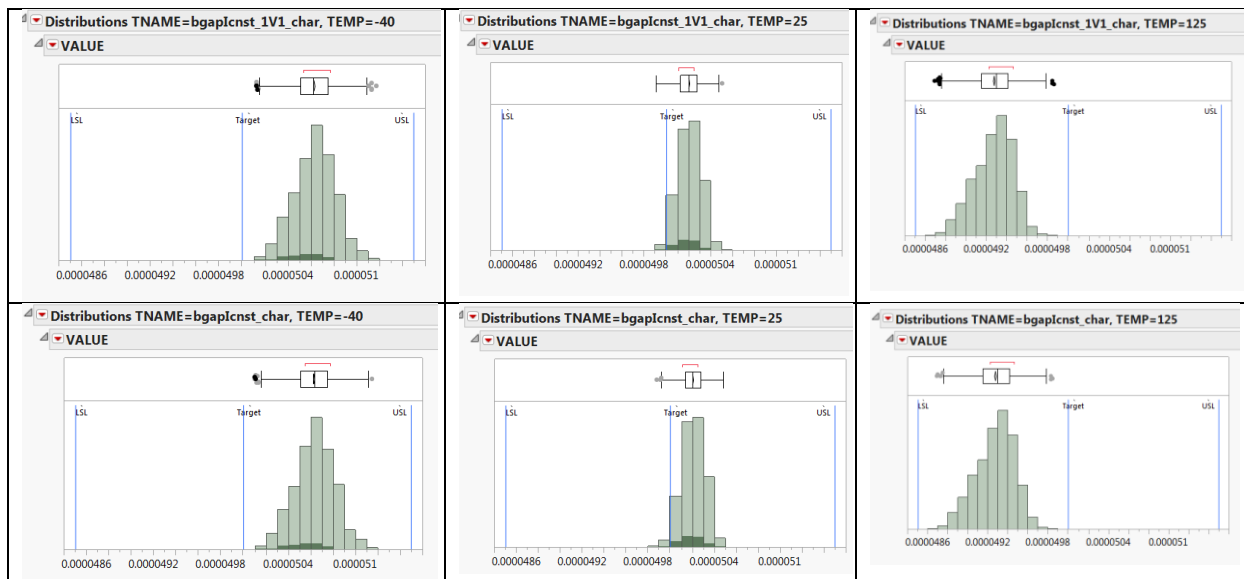 Distributions TNAME=bgapIcnst_1V1_char, TEMP=-40
VALUE
LSL Target USL
0.0000486 0.0000492 0.0000498 0.0000504 0.000051
Distributions TNAME=bgapIcnst_1V1_char, TEMP=25
VALUE
LSL Target USL
0.0000486 0.0000492 0.0000498 0.0000504 0.000051
Distributions TNAME=bgapIcnst_1V1_char, TEMP=125
VALUE
LSL Target USL
0.0000486 0.0000492 0.0000498 0.0000504 0.000051
Distributions TNAME=bgapIcnst_char, TEMP=-40
VALUE
LSL Target USL
0.0000486 0.0000492 0.0000498 0.0000504 0.000051
Distributions TNAME=bgapIcnst_char, TEMP=25
VALUE
LSL Target USL
0.0000486 0.0000492 0.0000498 0.0000504 0.000051
Distributions TNAME=bgapIcnst_char, TEMP=125
VALUE
LSL Target USL
0.0000486 0.0000492 0.0000498 0.0000504 0.000051